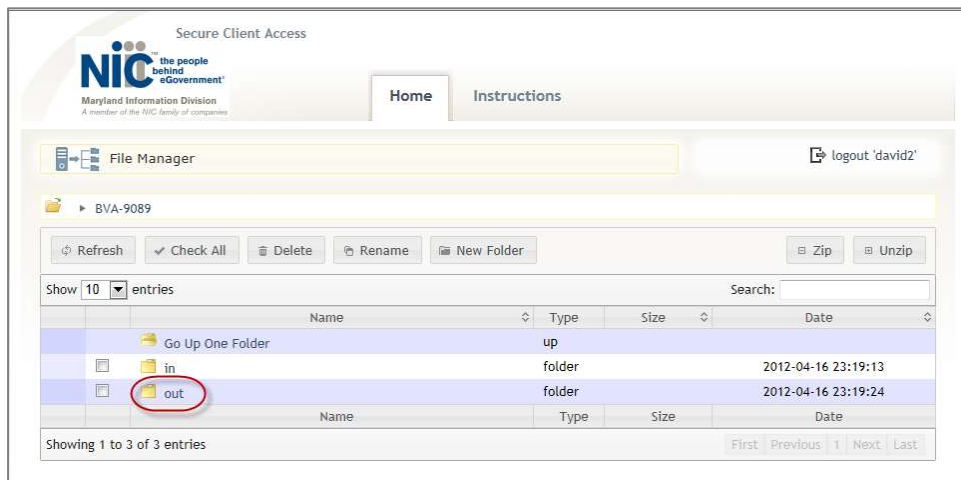 Secure Client Access
NIC™ the people
behind
eGovernment®
Maryland Information Division
A member of the NIC family of companies
Home Instructions
File Manager
logout 'david2'
BVA-9089
Refresh Check All Delete Rename New Folder Zip Unzip
Show 10 entries Search:
Name Type Size Date
Go Up One Folder up
in folder 2012-04-16 23:19:13
out folder 2012-04-16 23:19:24
Name Type Size Date
Showing 1 to 3 of 3 entries First Previous 1 Next Last